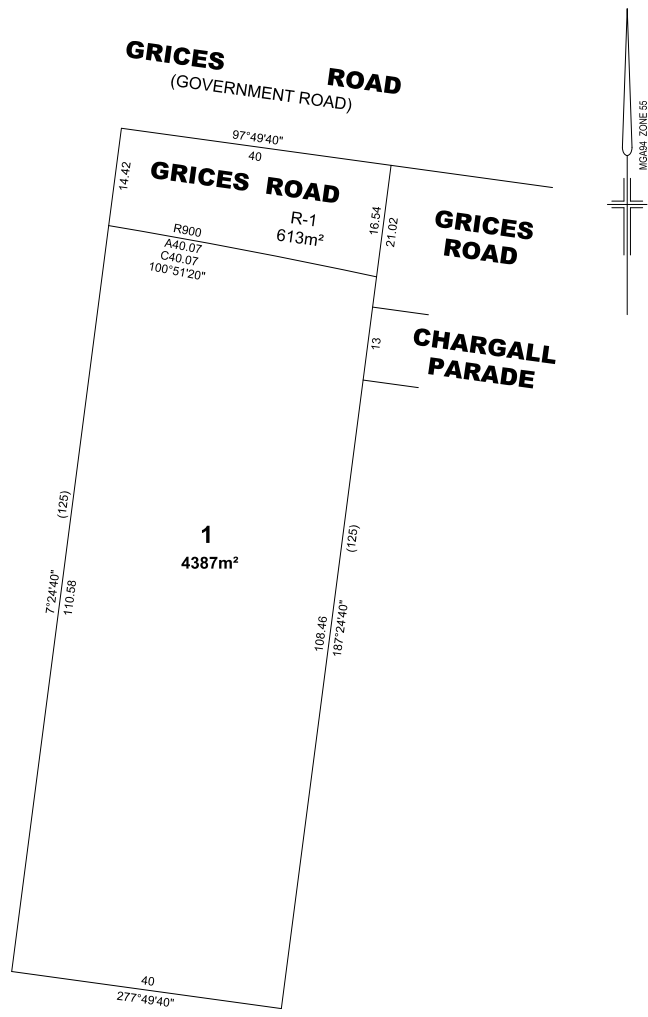 GRICES ROAD
(GOVERNMENT ROAD)
MGA94 ZONE 55
97°49'40"
40
14.42
GRICES ROAD
R-1
613m²
16.54
21.02
GRICES
ROAD
R900
A40.07
C40.07
100°51'20"
13
CHARGALL
PARADE
(125)
(125)
1
4387m²
7°24'40"
110.58
108.46
187°24'40"
40
277°49'40"